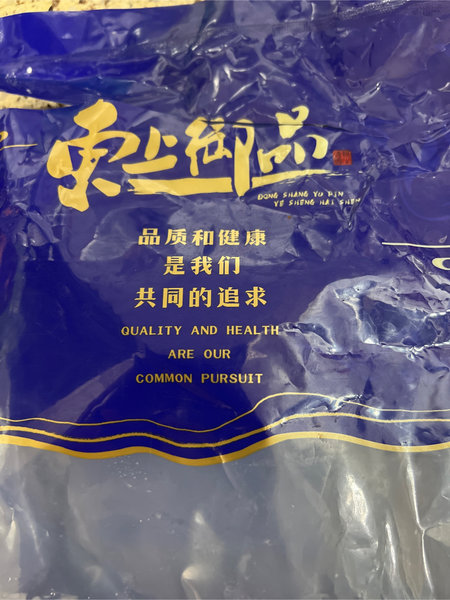 東上御品
DONG SHANG YU PIN
YE SHENG HAI SHEN
品质和健康
是我们
共同的追求
QUALITY AND HEALTH
ARE OUR
COMMON PURSUIT